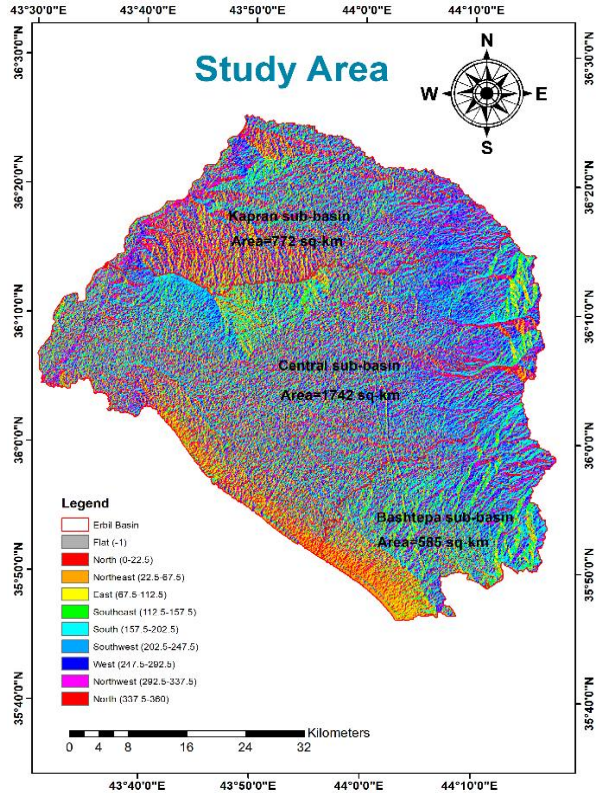 43°30'0"E 43°40'0"E 43°50'0"E 44°0'0"E 44°10'0"E
Study Area
N
W E
S
36°30'0"N
36°30'0"N
36°20'0"N
36°20'0"N
Kapran sub-basin
Area=772 sq-km
36°10'0"N
36°10'0"N
Central sub-basin
Area=1742 sq-km
36°0'0"N
36°0'0"N
Bashtepa sub-basin
Area=585 sq-km
35°50'0"N
35°50'0"N
35°40'0"N
35°40'0"N
Legend
Erbil Basin
Flat (-1)
North (0-22.5)
Northeast (22.5-67.5)
East (67.5-112.5)
Southeast (112.5-157.5)
South (157.5-202.5)
Southwest (202.5-247.5)
West (247.5-292.5)
Northwest (292.5-337.5)
North (337.5-360)
Kilometers
0 4 8 16 24 32
43°40'0"E 43°50'0"E 44°0'0"E 44°10'0"E